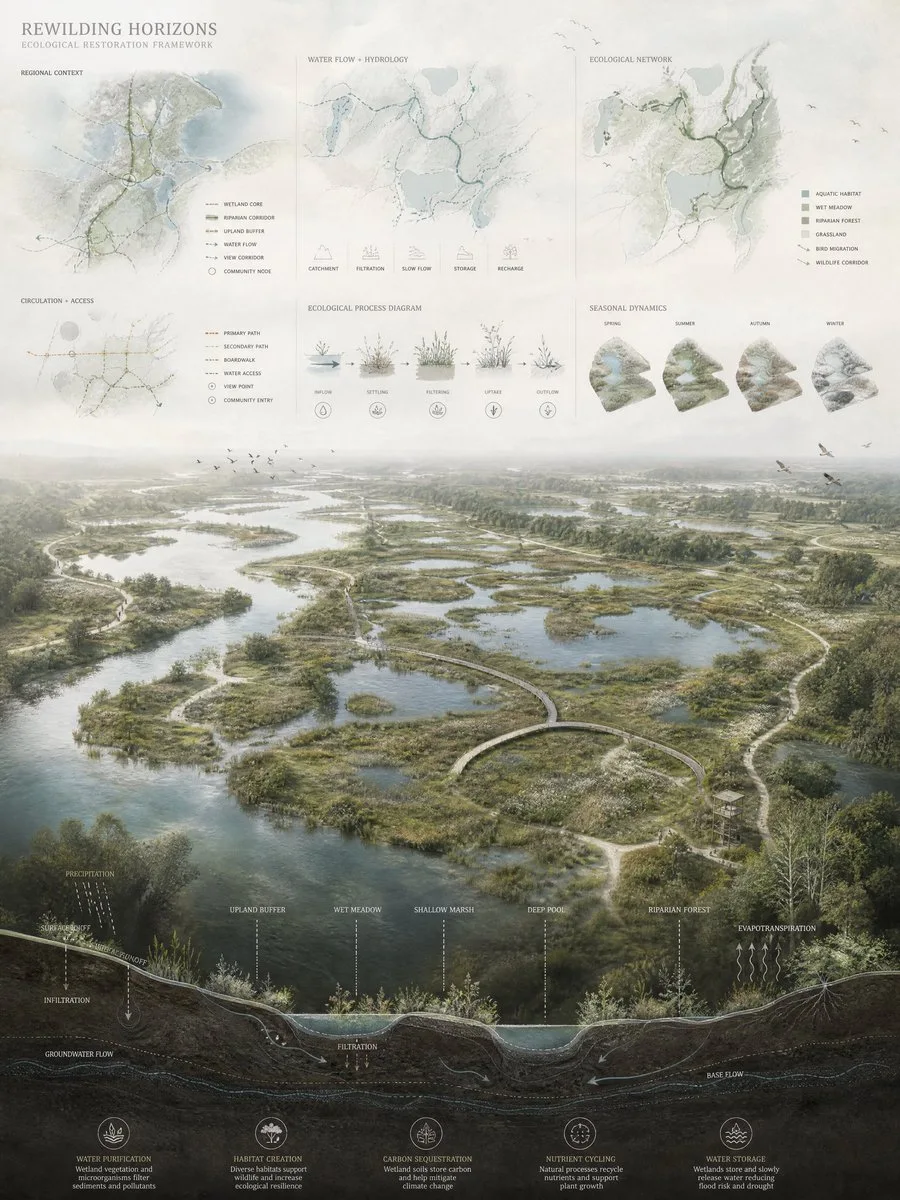 REWILDING HORIZONS
ECOLOGICAL RESTORATION FRAMEWORK
REGIONAL CONTEXT
WETLAND CORE
RIPARIAN CORRIDOR
UPLAND BUFFER
WATER FLOW
VIEW CORRIDOR
COMMUNITY NODE
WATER FLOW + HYDROLOGY
CATCHMENT
FILTRATION
SLOW FLOW
STORAGE
RECHARGE
ECOLOGICAL NETWORK
AQUATIC HABITAT
WET MEADOW
RIPARIAN FOREST
GRASSLAND
BIRD MIGRATION
WILDLIFE CORRIDOR
CIRCULATION + ACCESS
PRIMARY PATH
SECONDARY PATH
BOARDWALK
WATER ACCESS
VIEW POINT
COMMUNITY ENTRY
ECOLOGICAL PROCESS DIAGRAM
INFLOW
SETTLING
FILTERING
UPTAKE
OUTFLOW
SEASONAL DYNAMICS
SPRING
SUMMER
AUTUMN
WINTER
PRECIPITATION
UPLAND BUFFER
WET MEADOW
SHALLOW MARSH
DEEP POOL
RIPARIAN FOREST
EVAPOTRANSPIRATION
INFILTRATION
FILTRATION
GROUNDWATER FLOW
BASE FLOW
WATER PURIFICATION
Wetland vegetation and
microorganisms filter
sediments and pollutants
HABITAT CREATION
Diverse habitats support
wildlife and increase
ecological resilience
CARBON SEQUESTRATION
Wetland soils store carbon
and help mitigate
climate change
NUTRIENT CYCLING
Natural processes recycle
nutrients and support
plant growth
WATER STORAGE
Wetlands store and slowly
release water reducing
flood risk and drought